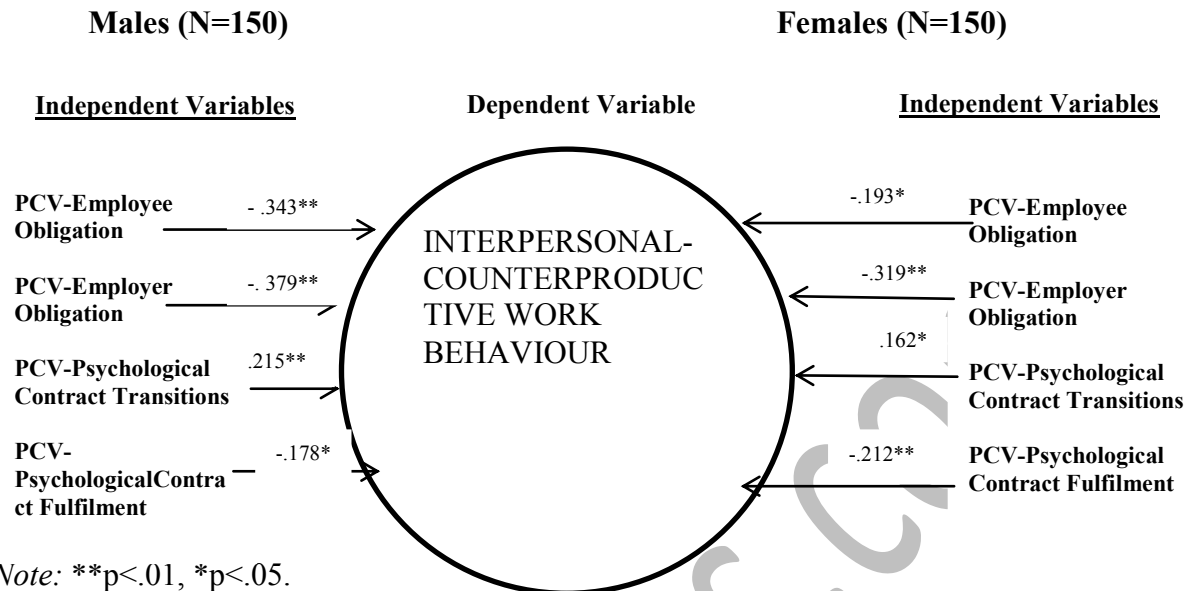 Males (N=150)
Females (N=150)
Independent Variables
Dependent Variable
Independent Variables
PCV-Employee
Obligation
- .343**
PCV-Employer
Obligation
-. 379**
PCV-Psychological
Contract Transitions
.215**
PCV-
PsychologicalContra
ct Fulfilment
-.178*
INTERPERSONAL-
COUNTERPRODUC
TIVE WORK
BEHAVIOUR
-.193*
PCV-Employee
Obligation
-.319**
PCV-Employer
Obligation
.162*
PCV-Psychological
Contract Transitions
-.212**
PCV-Psychological
Contract Fulfilment
Note: **p<.01, *p<.05.